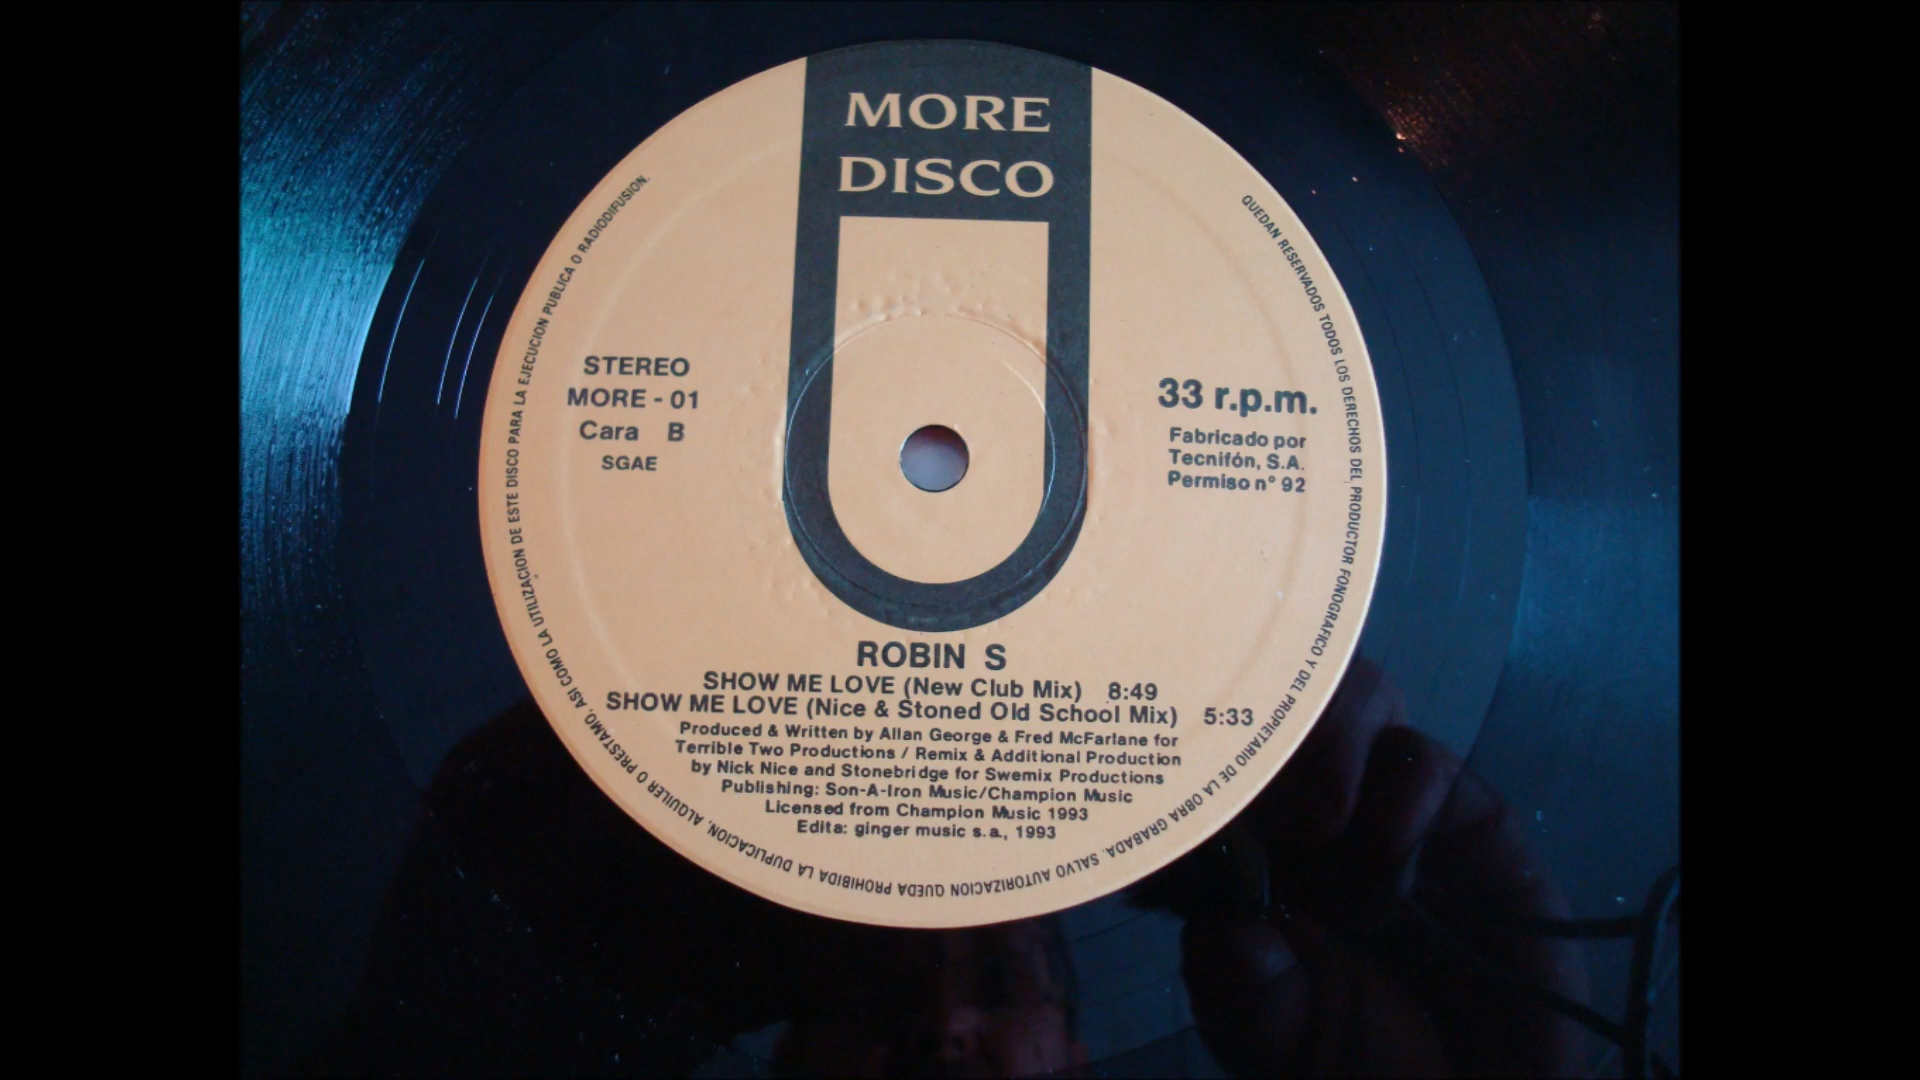 MORE
DISCO
STEREO
MORE - 01
Cara B
SGAE
33 r.p.m.
Fabricado por
Tecnifón, S.A.
Permiso n° 92
ROBIN S
SHOW ME LOVE (New Club Mix) 8:49
SHOW ME LOVE (Nice & Stoned Old School Mix) 5:33
Produced & Written by Allan George & Fred McFarlane for
Terrible Two Productions / Remix & Additional Production
by Nick Nice and Stonebridge for Swemix Productions
Publishing: Son-A-Iron Music/Champion Music
Licensed from Champion Music 1993
Edita: ginger music s.a., 1993
QUEDAN RESERVADOS TODOS LOS DERECHOS DEL PRODUCTOR FONOGRAFICO Y DEL PROPIETARIO DE LA OBRA GRABADA. SALVO AUTORIZACION QUEDA PROHIBIDA LA DUPLICACION, ALQUILER O PRESTAMO, ASI COMO LA UTILIZACION DE ESTE DISCO PARA LA EJECUCION PUBLICA O RADIODIFUSION.